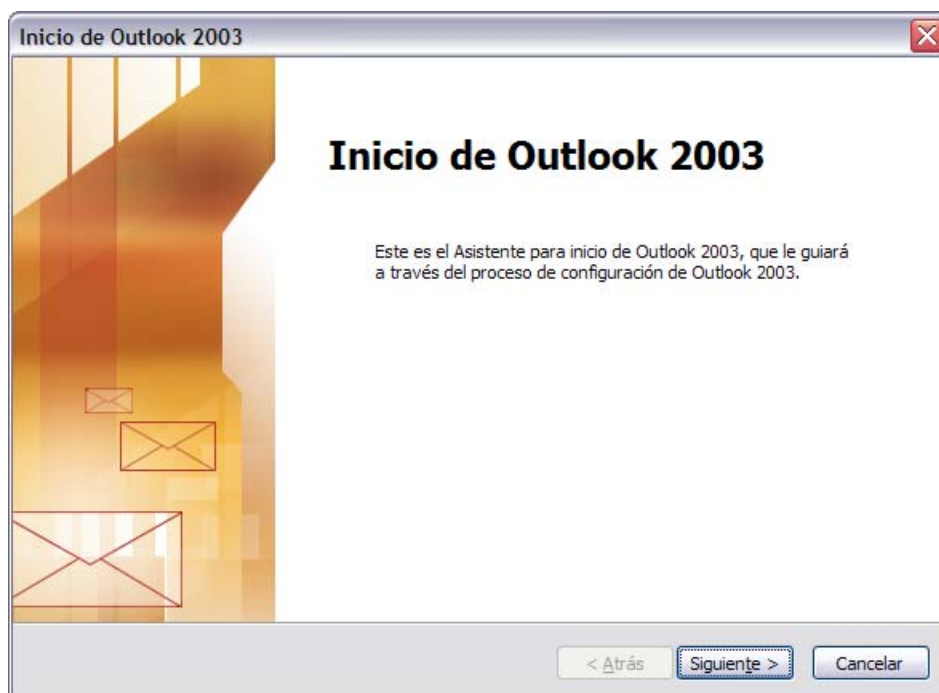 Inicio de Outlook 2003
Inicio de Outlook 2003
Este es el Asistente para inicio de Outlook 2003, que le guiará
a través del proceso de configuración de Outlook 2003.
< Atrás Siguiente > Cancelar